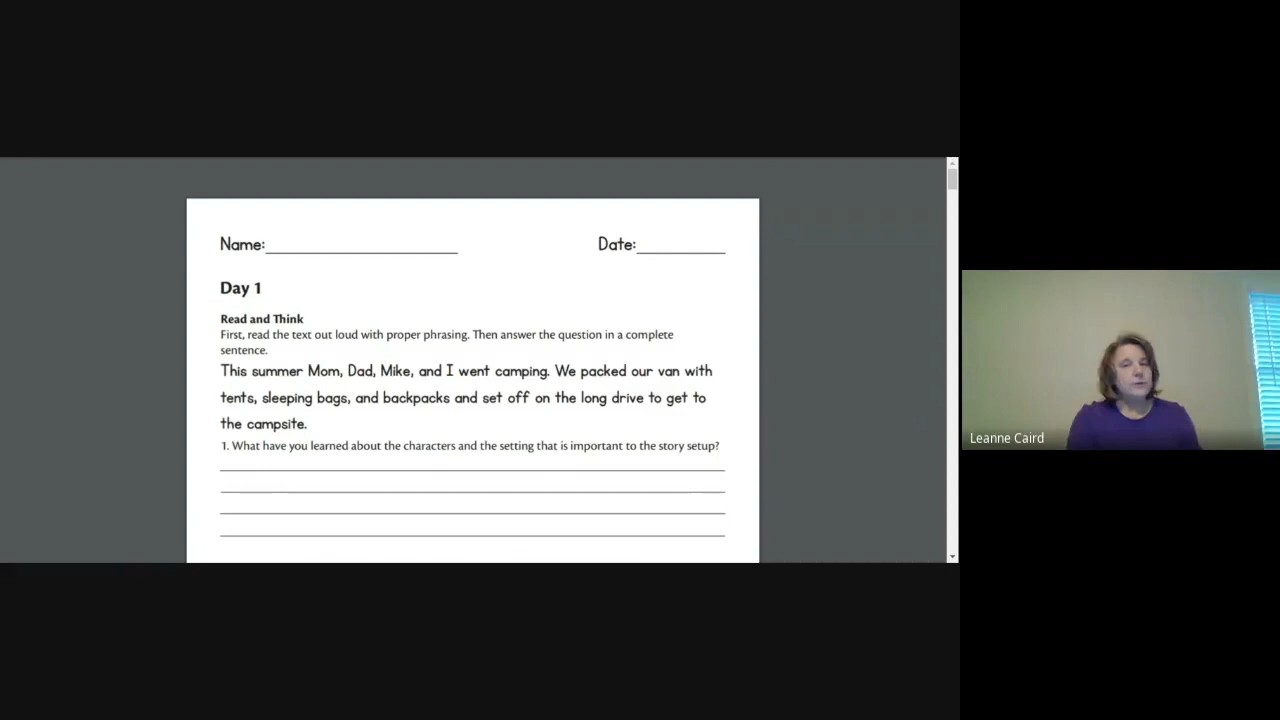 Name:
Date:
Day 1
Read and Think
First, read the text out loud with proper phrasing. Then answer the question in a complete
sentence.
This summer Mom, Dad, Mike, and I went camping. We packed our van with
tents, sleeping bags, and backpacks and set off on the long drive to get to
the campsite.
1. What have you learned about the characters and the setting that is important to the story setup?
Leanne Caird